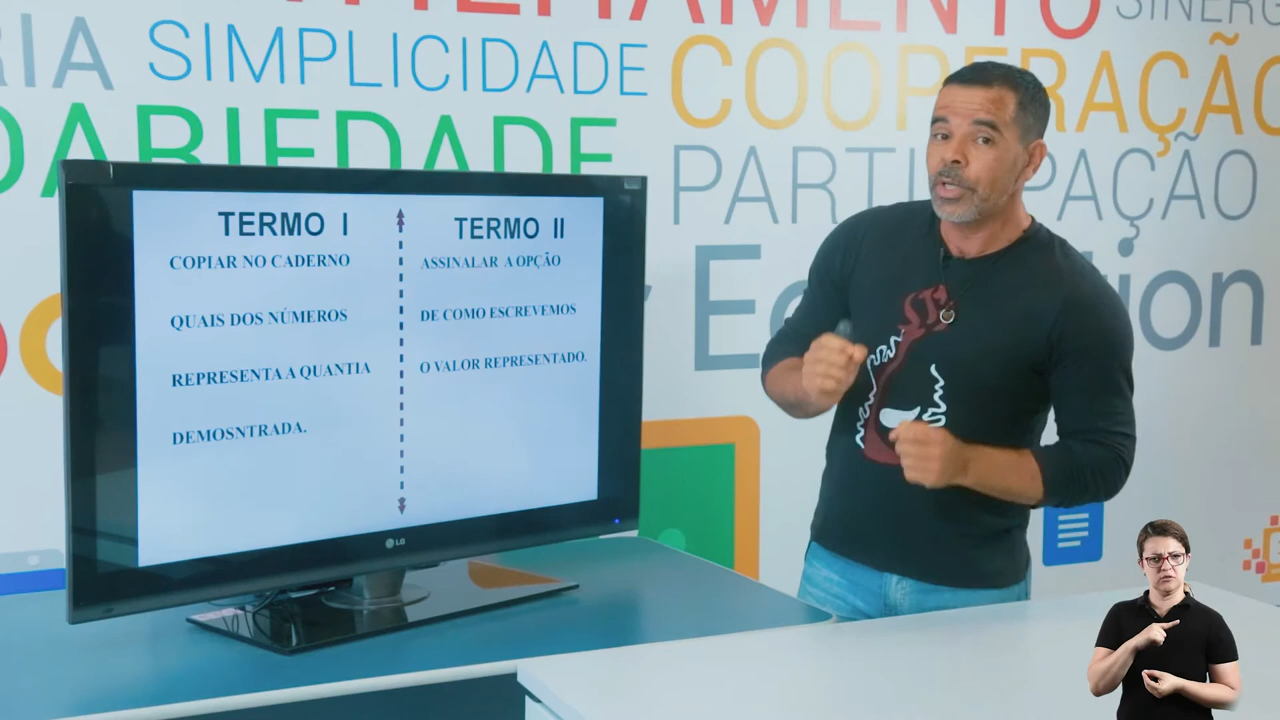 SINERG
SIMPLICIDADE
COOPERAÇÃO
PARTICIPAÇÃO
TERMO I
COPIAR NO CADERNO
QUAIS DOS NÚMEROS
REPRESENTA A QUANTIA
DEMOSNTRADA.
TERMO II
ASSINALAR A OPÇÃO
DE COMO ESCREVEMOS
O VALOR REPRESENTADO.
LG